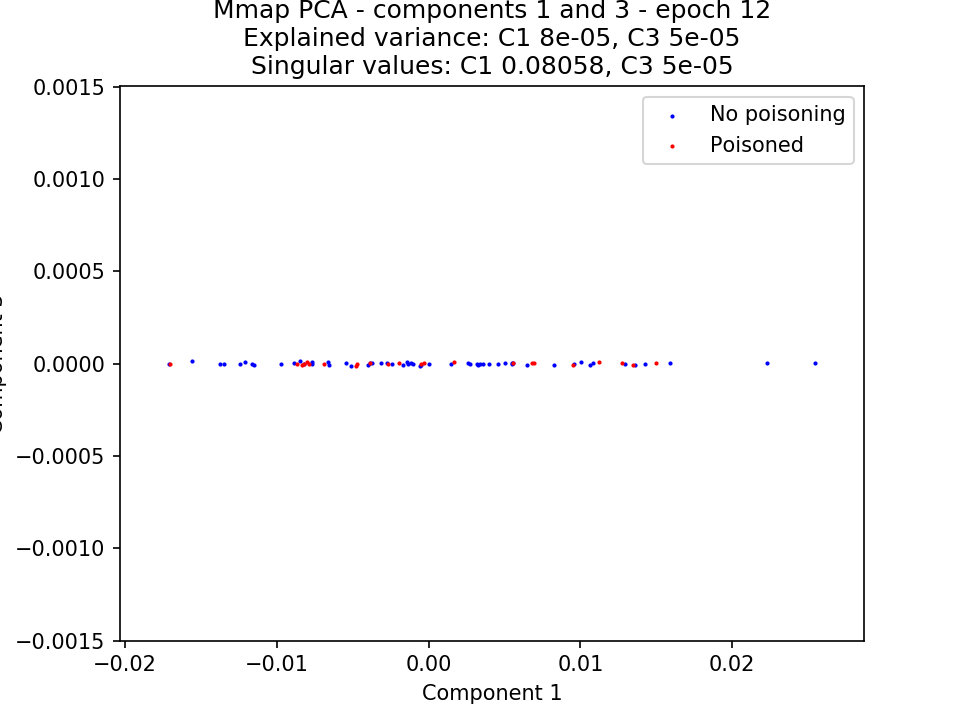 Mmap PCA - components 1 and 3 - epoch 12
Explained variance: C1 8e-05, C3 5e-05
Singular values: C1 0.08058, C3 5e-05
0.0015
0.0010
0.0005
0.0000
−0.0005
−0.0010
−0.0015
No poisoning
Poisoned
−0.02
−0.01
0.00
0.01
0.02
Component 1